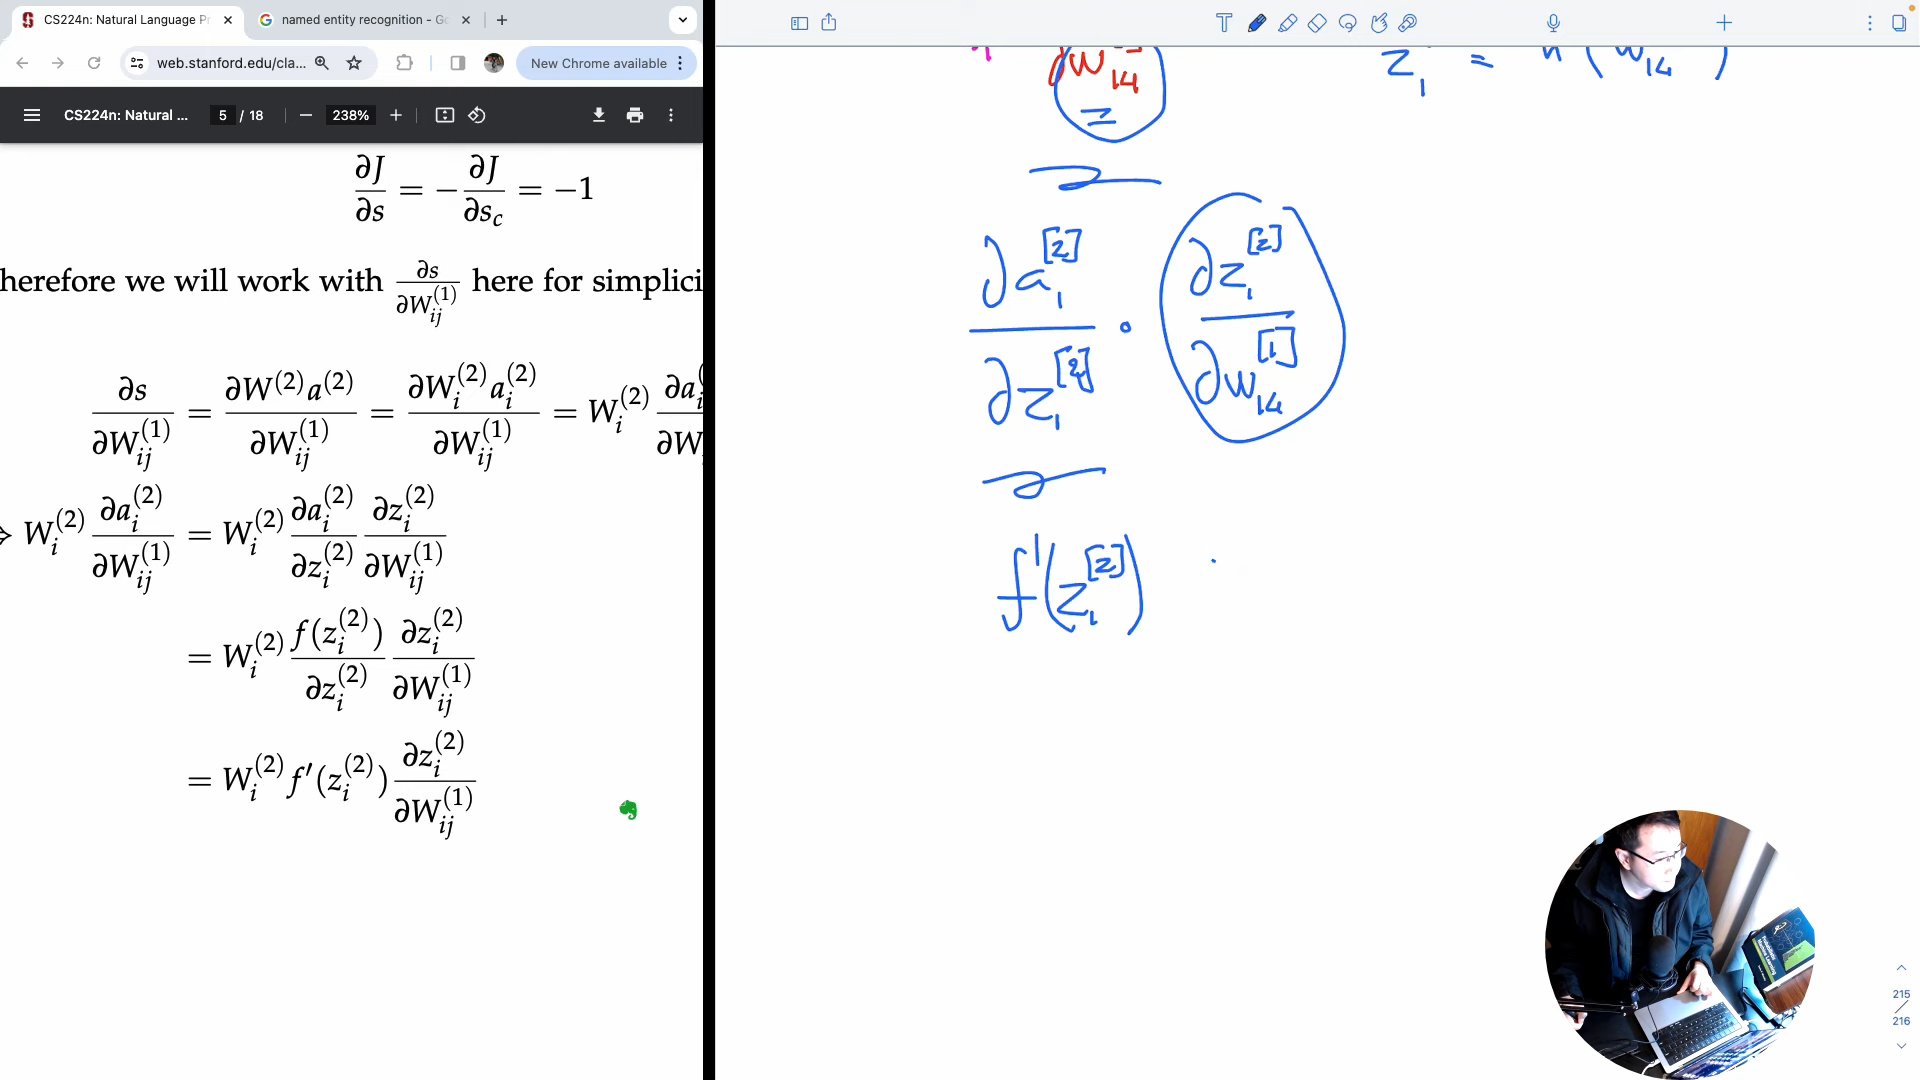 CS224n: Natural Language Pr
named entity recognition - Go
web.stanford.edu/cla...
New Chrome available
CS224n: Natural ...
5 / 18
238%
∂J/∂s = −∂J/∂s_c = −1
herefore we will work with ∂s/∂W_ij^(1) here for simplici
∂s/∂W_ij^(1) = ∂W^(2)a^(2)/∂W_ij^(1) = ∂W_i^(2)a_i^(2)/∂W_ij^(1) = W_i^(2) ∂a_i^(/∂W
W_i^(2) ∂a_i^(2)/∂W_ij^(1) = W_i^(2) ∂a_i^(2)/∂z_i^(2) ∂z_i^(2)/∂W_ij^(1)
= W_i^(2) f(z_i^(2))/∂z_i^(2) ∂z_i^(2)/∂W_ij^(1)
= W_i^(2) f′(z_i^(2)) ∂z_i^(2)/∂W_ij^(1)
∂W_14
z_1 = (W_14)
∂a_1^[2]/∂z_1^[2] · ∂z_1^[2]/∂w_14^[1]
f'(z_1^[2])
215
216